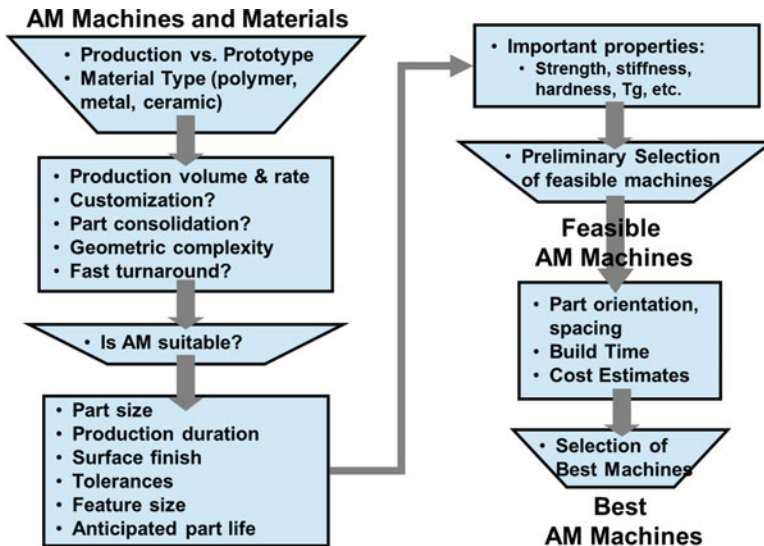 AM Machines and Materials
• Production vs. Prototype
• Material Type (polymer,
metal, ceramic)
• Production volume & rate
• Customization?
• Part consolidation?
• Geometric complexity
• Fast turnaround?
• Is AM suitable?
• Part size
• Production duration
• Surface finish
• Tolerances
• Feature size
• Anticipated part life
• Important properties:
• Strength, stiffness,
hardness, Tg, etc.
• Preliminary Selection
of feasible machines
Feasible
AM Machines
• Part orientation,
spacing
• Build Time
• Cost Estimates
• Selection of
Best Machines
Best
AM Machines